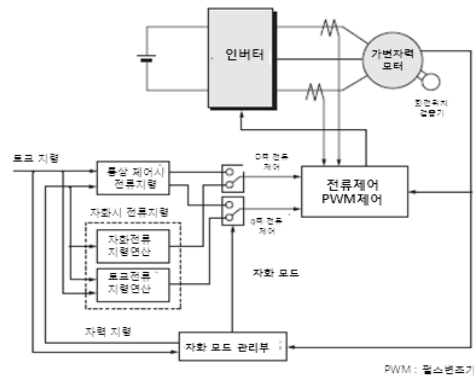 인버터
가변자력
모터
회전위치
검출기
토크 지령
통상 제어시
전류지령
D축 전류
제어
전류제어
PWM제어
자화시 전류지령
q축 전류
제어
자화전류
지령연산
토크전류
지령연산
자화 모드
자력 지령
자화 모드 관리부
PWM : 펄스변조기